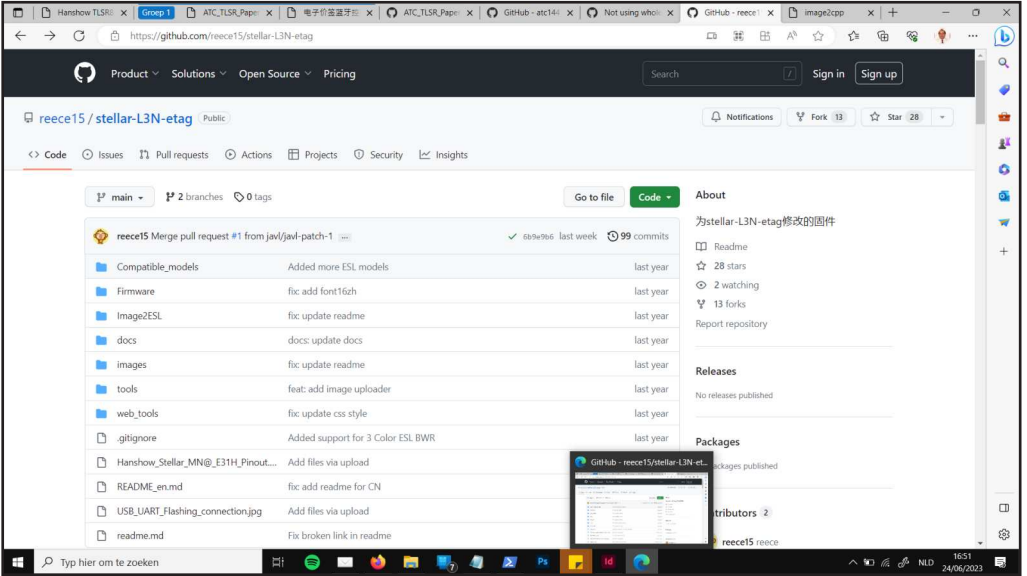 Hanshow TLSR8
Groep 1
ATC_TLSR_Paper
电子价签蓝牙
ATC_TLSR_Paper
GitHub - atc144
Not using whole
GitHub - reece1
image2cpp
https://github.com/reece15/stellar-L3N-etag
Product Solutions Open Source Pricing
Search /
Sign in Sign up
reece15 / stellar-L3N-etag Public
Notifications Fork 13 Star 28
Code Issues Pull requests Actions Projects Security Insights
main 2 branches 0 tags Go to file Code
About
为stellar-L3N-etag修改的固件
reece15 Merge pull request #1 from javl/javl-patch-1 ... 6b9e9b6 last week 99 commits
Compatible_models Added more ESL models last year
Firmware fix: add font16zh last year
Image2ESL fix: update readme last year
docs docs: update docs last year
images fix: update readme last year
tools feat: add image uploader last year
web_tools fix: update css style last year
.gitignore Added support for 3 Color ESL BWR last year
Hanshow_Stellar_MN@_E31H_Pinout.... Add files via upload
README_en.md fix: add readme for CN
USB_UART_Flashing_connection.jpg Add files via upload
readme.md Fix broken link in readme
Readme
28 stars
2 watching
13 forks
Report repository
Releases
No releases published
Packages
ackages published
tributors 2
reece15 reece
GitHub - reece15/stellar-L3N-et...
Typ hier om te zoeken
7
Ps
Id
NLD
16:51
24/06/2023